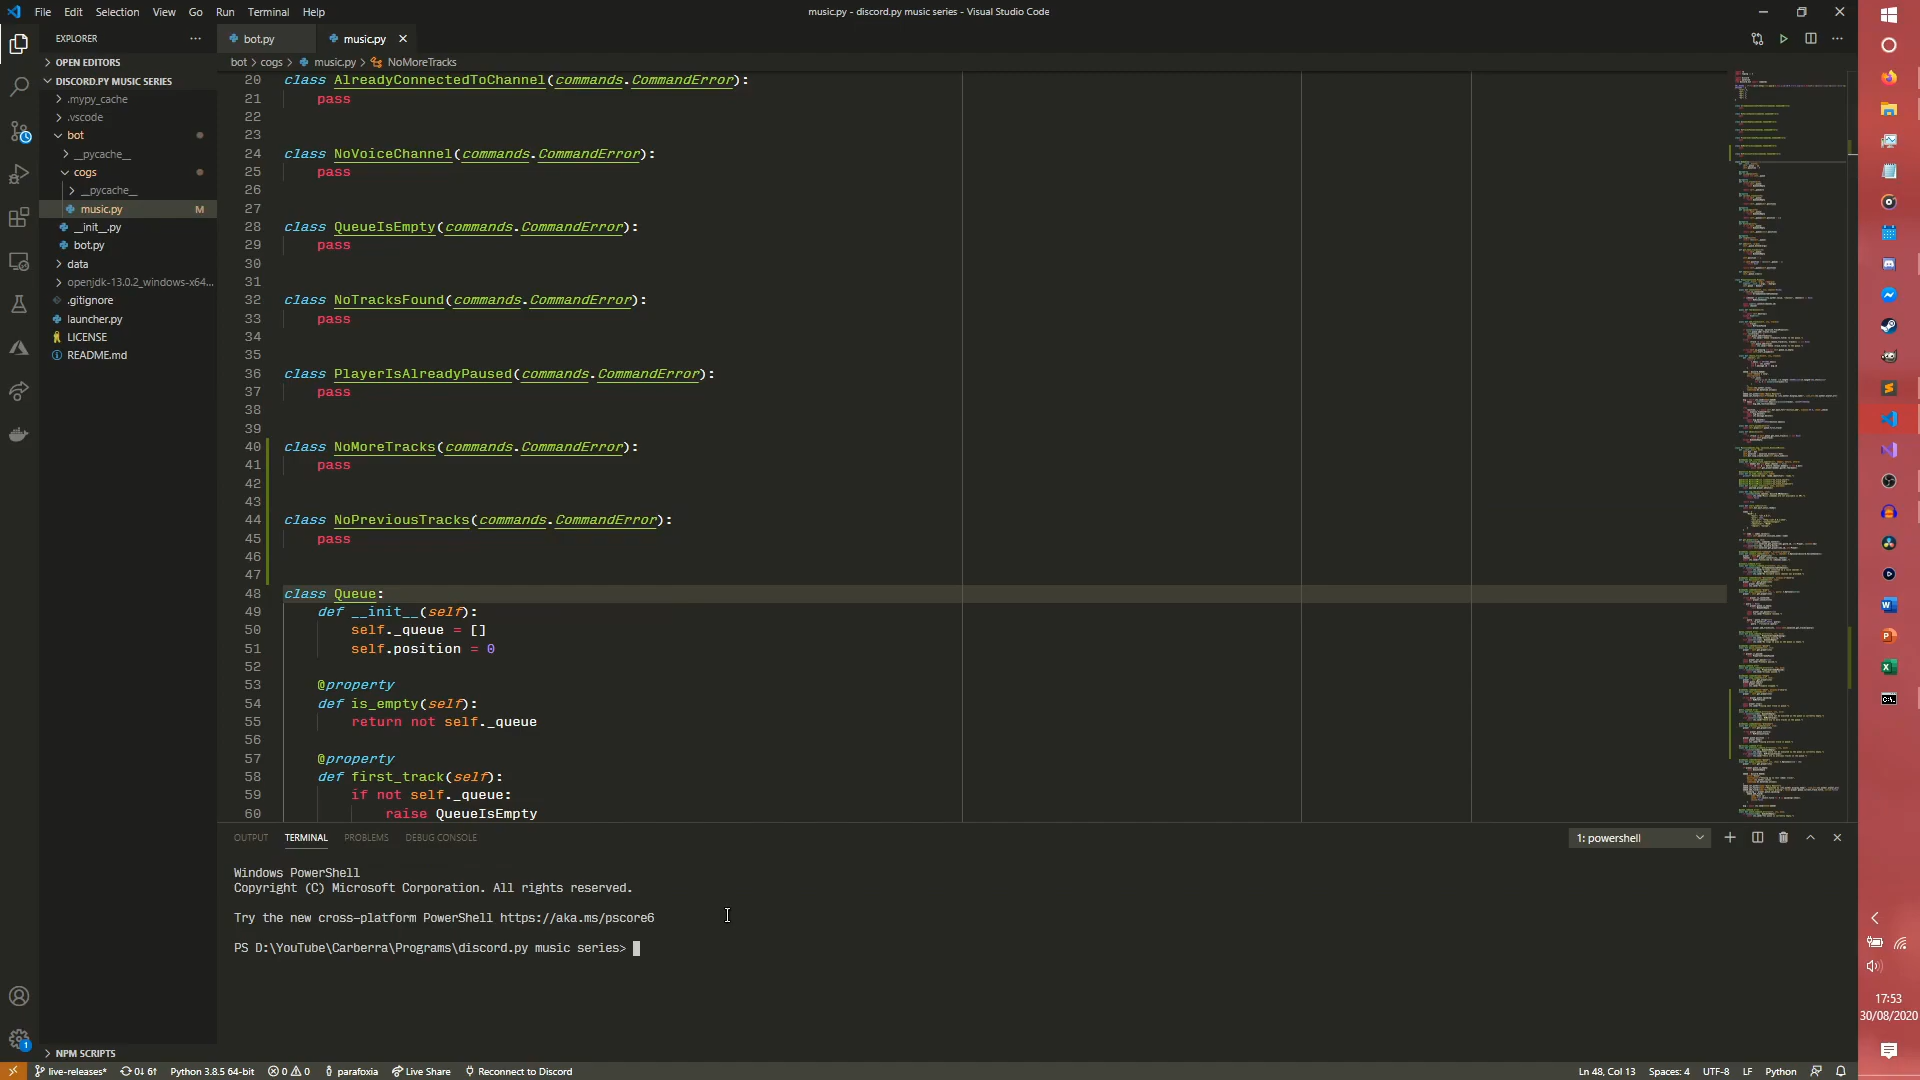 File Edit Selection View Go Run Terminal Help
music.py - discord.py music series - Visual Studio Code
EXPLORER
bot.py
music.py
OPEN EDITORS
bot > cogs > music.py > NoMoreTracks
DISCORD.PY MUSIC SERIES
.mypy_cache
.vscode
bot
__pycache__
cogs
__pycache__
music.py M
__init__.py
bot.py
data
openjdk-13.0.2_windows-x64...
.gitignore
launcher.py
LICENSE
README.md
NPM SCRIPTS
20 class AlreadyConnectedToChannel(commands.CommandError):
21 pass
22
23
24 class NoVoiceChannel(commands.CommandError):
25 pass
26
27
28 class QueueIsEmpty(commands.CommandError):
29 pass
30
31
32 class NoTracksFound(commands.CommandError):
33 pass
34
35
36 class PlayerIsAlreadyPaused(commands.CommandError):
37 pass
38
39
40 class NoMoreTracks(commands.CommandError):
41 pass
42
43
44 class NoPreviousTracks(commands.CommandError):
45 pass
46
47
48 class Queue:
49 def __init__(self):
50 self._queue = []
51 self.position = 0
52
53 @property
54 def is_empty(self):
55 return not self._queue
56
57 @property
58 def first_track(self):
59 if not self._queue:
60 raise QueueIsEmpty
OUTPUT TERMINAL PROBLEMS DEBUG CONSOLE
1: powershell
Windows PowerShell
Copyright (C) Microsoft Corporation. All rights reserved.
Try the new cross-platform PowerShell https://aka.ms/pscore6
PS D:\YouTube\Carberra\Programs\discord.py music series>
17:53
30/08/2020
1
live-releases* 0↓ 6↑ Python 3.8.5 64-bit 0 0 parafoxia Live Share Reconnect to Discord
Ln 48, Col 13 Spaces: 4 UTF-8 LF Python